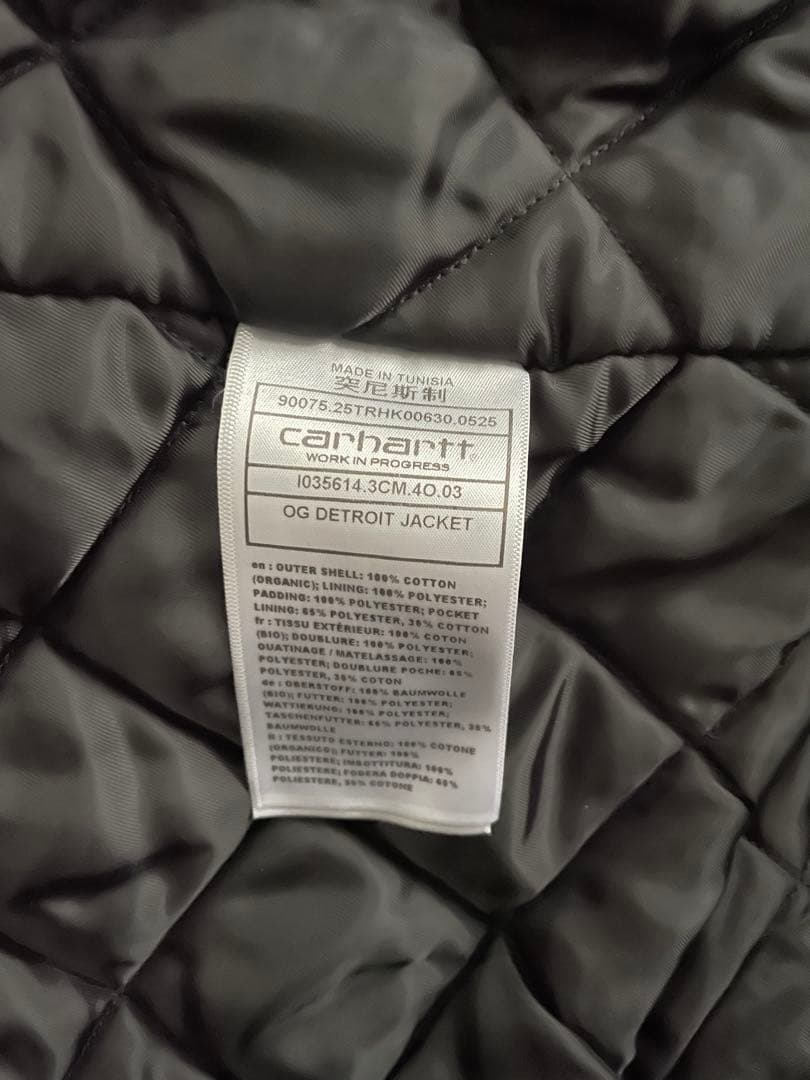 MADE IN TUNISIA
突尼斯制
90075.25TRHK00630.0525
carhartt®
WORK IN PROGRESS
I035614.3CM.4O.03
OG DETROIT JACKET
en : OUTER SHELL: 100% COTTON
(ORGANIC); LINING: 100% POLYESTER;
PADDING: 100% POLYESTER; POCKET
LINING: 65% POLYESTER, 35% COTTON
fr : TISSU EXTÉRIEUR: 100% COTON
(BIO); DOUBLURE: 100% POLYESTER;
OUATINAGE / MATELASSAGE: 100%
POLYESTER; DOUBLURE POCHE: 65%
POLYESTER, 35% COTON
de : OBERSTOFF: 100% BAUMWOLLE
(BIO); FUTTER: 100% POLYESTER;
WATTIERUNG: 100% POLYESTER;
TASCHENFUTTER: 65% POLYESTER, 35%
BAUMWOLLE
it : TESSUTO ESTERNO: 100% COTONE
(ORGANICO); FUTTER: 100%
POLIESTERE; IMBOTTITURA: 100%
POLIESTERE; FODERA DOPPIA: 65%
POLIESTERE, 35% COTONE